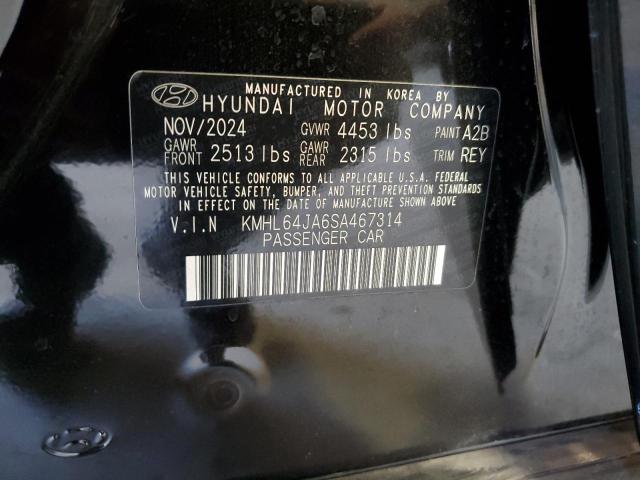 MANUFACTURED IN KOREA BY
HYUNDAI MOTOR COMPANY
NOV/2024 GVWR 4453 lbs PAINT A2B
GAWR FRONT 2513 lbs GAWR REAR 2315 lbs TRIM REY
THIS VEHICLE CONFORMS TO ALL APPLICABLE U.S.A. FEDERAL
MOTOR VEHICLE SAFETY, BUMPER, AND THEFT PREVENTION STANDARDS
IN EFFECT ON THE DATE OF MANUFACTURE SHOWN ABOVE
V.I.N KMHL64JA6SA467314
PASSENGER CAR